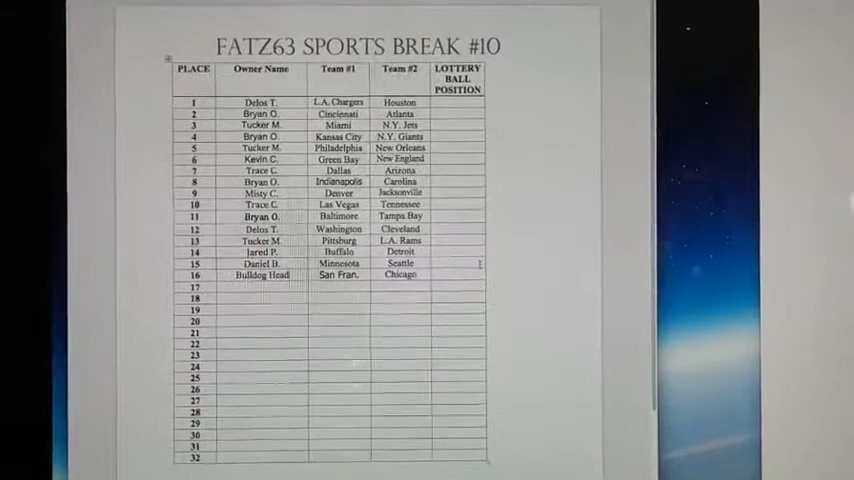 FATZ63 SPORTS BREAK #10
PLACE Owner Name Team #1 Team #2 LOTTERY BALL POSITION
1 Delos T. L.A. Chargers Houston
2 Bryan O. Cincinnati Atlanta
3 Tucker M. Miami N.Y. Jets
4 Bryan O. Kansas City N.Y. Giants
5 Tucker M. Philadelphia New Orleans
6 Kevin C. Green Bay New England
7 Trace C. Dallas Arizona
8 Bryan O. Indianapolis Carolina
9 Misty C. Denver Jacksonville
10 Trace C. Las Vegas Tennessee
11 Bryan O. Baltimore Tampa Bay
12 Delos T. Washington Cleveland
13 Tucker M. Pittsburg L.A. Rams
14 Jared P. Buffalo Detroit
15 Daniel B. Minnesota Seattle
16 Bulldog Head San Fran. Chicago
17
18
19
20
21
22
23
24
25
26
27
28
29
30
31
32